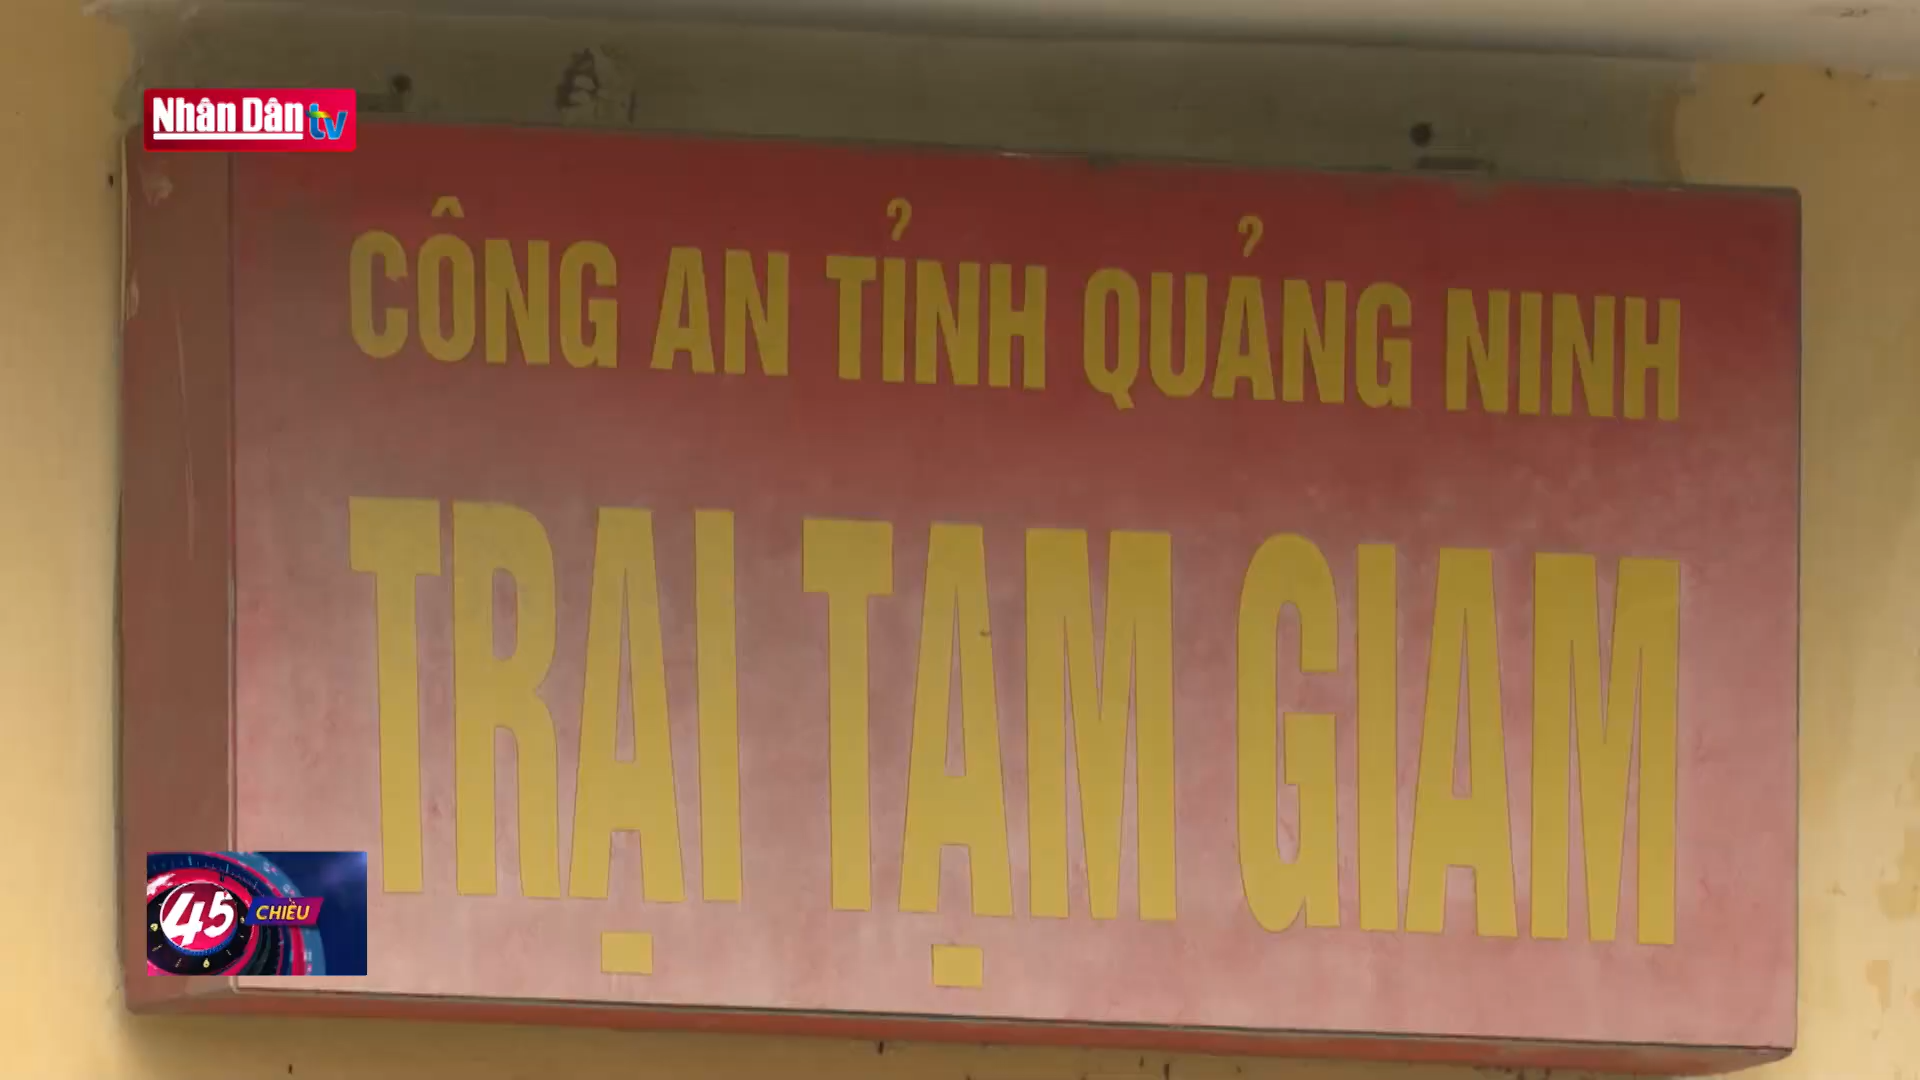 Nhân Dân tv
CÔNG AN TỈNH QUẢNG NINH
TRẠI TẠM GIAM
45 CHIỀU